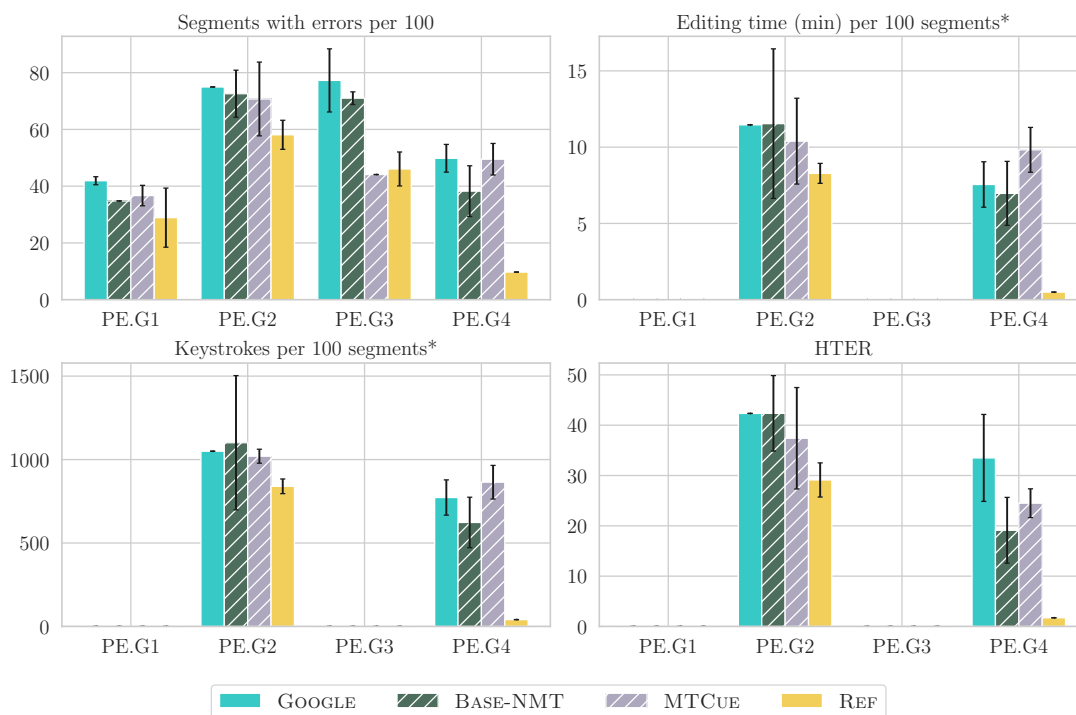 Segments with errors per 100
80
60
40
20
0
PE.G1 PE.G2 PE.G3 PE.G4
Editing time (min) per 100 segments*
15
10
5
0
PE.G1 PE.G2 PE.G3 PE.G4
Keystrokes per 100 segments*
1500
1000
500
0
PE.G1 PE.G2 PE.G3 PE.G4
HTER
50
40
30
20
10
0
PE.G1 PE.G2 PE.G3 PE.G4
GOOGLE BASE-NMT MTCUE REF